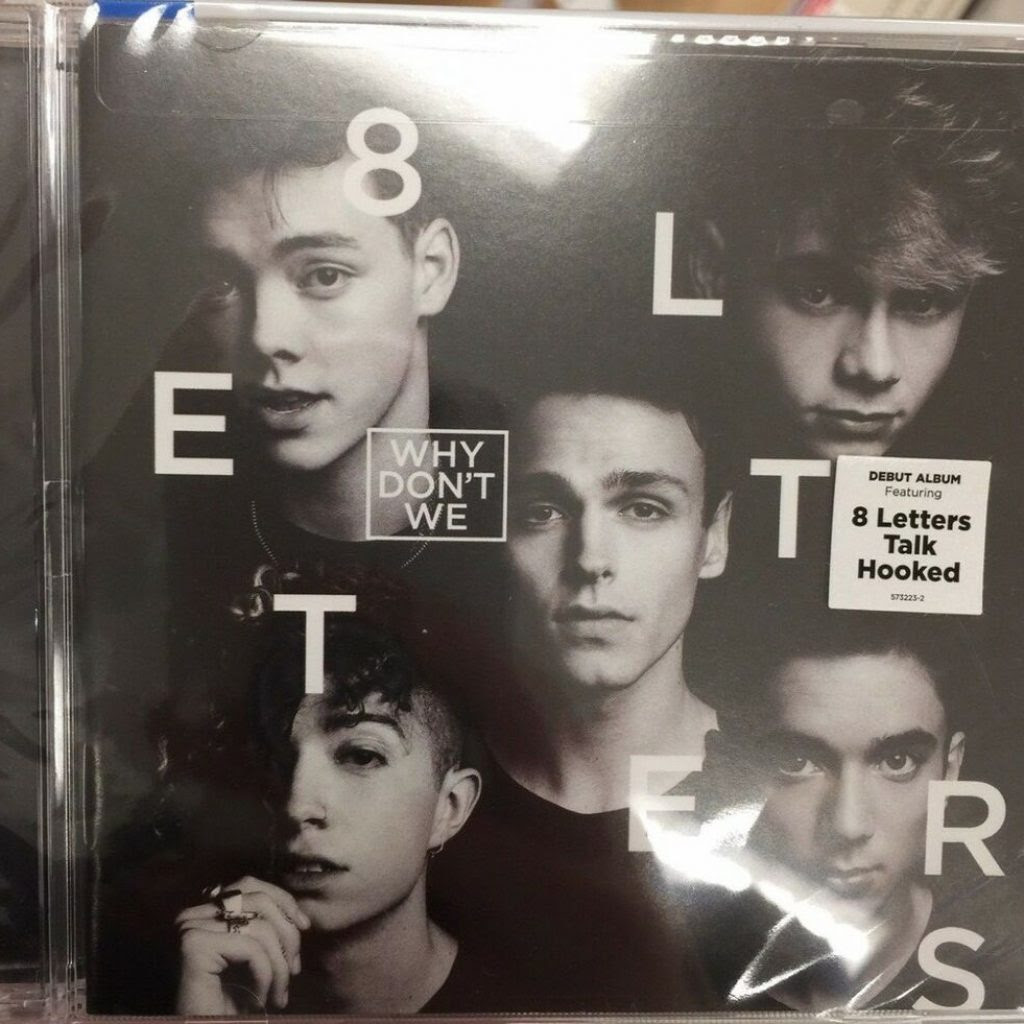 8
L
E
T
T
E
R
S
WHY
DON'T
WE
DEBUT ALBUM
Featuring
8 Letters
Talk
Hooked
573223-2